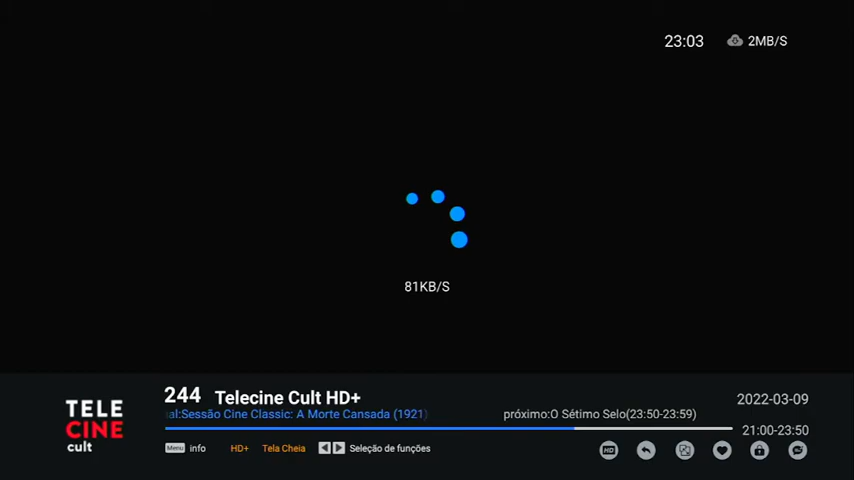 23:03 2MB/S
81KB/S
244 Telecine Cult HD+ 2022-03-09
al:Sessão Cine Classic: A Morte Cansada (1921) próximo:O Sétimo Selo(23:50-23:59)
21:00-23:50
TELE
CINE
cult
Menu info HD+ Tela Cheia Seleção de funções HD